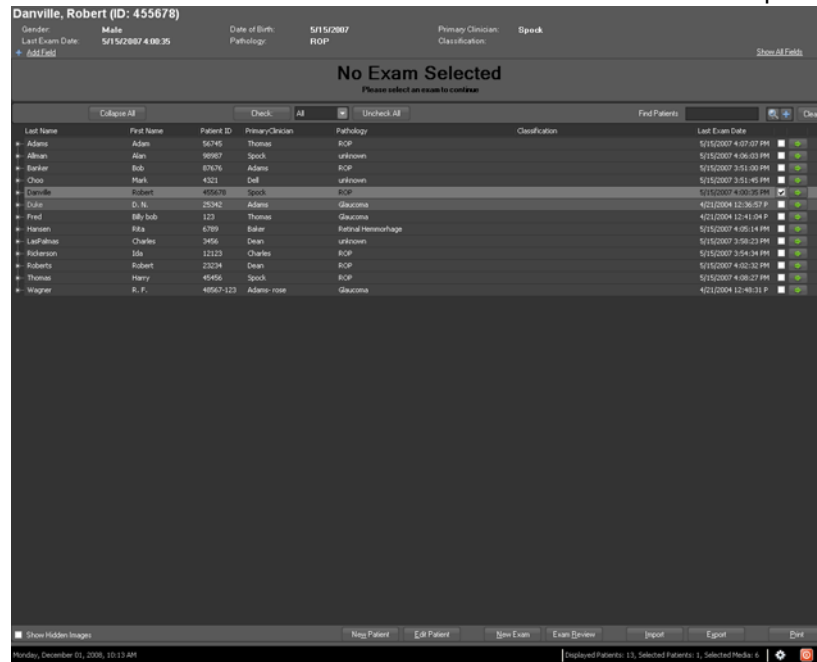 Danville, Robert (ID: 455678)
Gender: Male Date of Birth: 5/15/2007 Primary Clinician: Spock
Last Exam Date: 5/15/2007 4:00:35 Pathology: ROP Classification:
+ Add Field Show All Fields
No Exam Selected
Please select an exam to continue
Collapse All Check: All Uncheck All Find Patients Clea
Last Name First Name Patient ID PrimaryClinician Pathology Classification Last Exam Date
Adams Adam 56745 Thomas ROP 5/15/2007 4:07:07 PM
Allman Alan 98987 Spock unknown 5/15/2007 4:06:03 PM
Banker Bob 87676 Adams ROP 5/15/2007 3:51:00 PM
Choo Mark 4321 Dell unknown 5/15/2007 3:51:45 PM
Danville Robert 455678 Spock ROP 5/15/2007 4:00:35 PM
Duke D. N. 25342 Adams Glaucoma 4/21/2004 12:36:57 P
Fred Billy bob 123 Thomas Glaucoma 4/21/2004 12:41:04 P
Hansen Rita 6789 Baker Retinal Hemmorhage 5/15/2007 4:05:14 PM
LasPalmas Charles 3456 Dean unknown 5/15/2007 3:58:23 PM
Rickerson Ida 12123 Charles ROP 5/15/2007 3:54:34 PM
Roberts Robert 23234 Dean ROP 5/15/2007 4:02:32 PM
Thomas Harry 45456 Spock ROP 5/15/2007 4:08:27 PM
Wagner R. F. 48567-123 Adams- rose Glaucoma 4/21/2004 12:48:31 P
Show Hidden Images New Patient Edit Patient New Exam Exam Review Import Export Print
Monday, December 01, 2008, 10:13 AM Displayed Patients: 13, Selected Patients: 1, Selected Media: 6